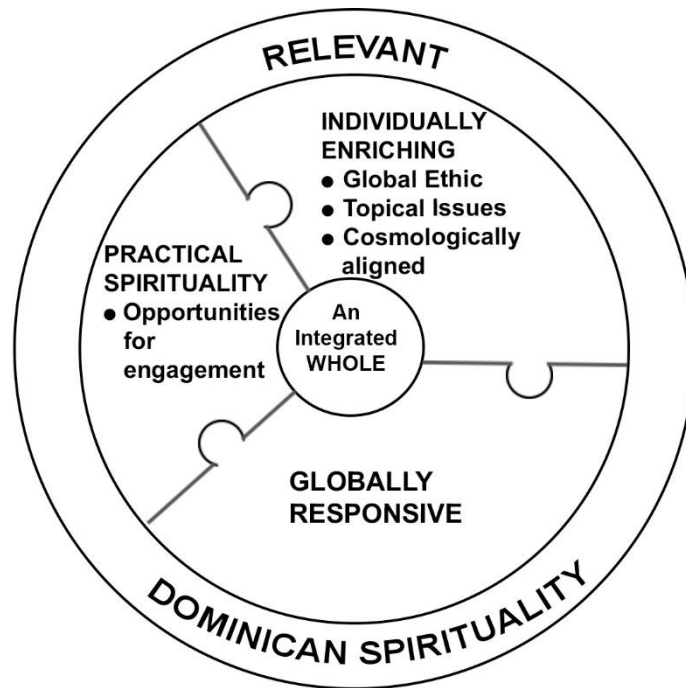 RELEVANT
INDIVIDUALLY
ENRICHING
● Global Ethic
● Topical Issues
● Cosmologically
aligned
PRACTICAL
SPIRITUALITY
● Opportunities
for
engagement
An
Integrated
WHOLE
GLOBALLY
RESPONSIVE
DOMINICAN SPIRITUALITY